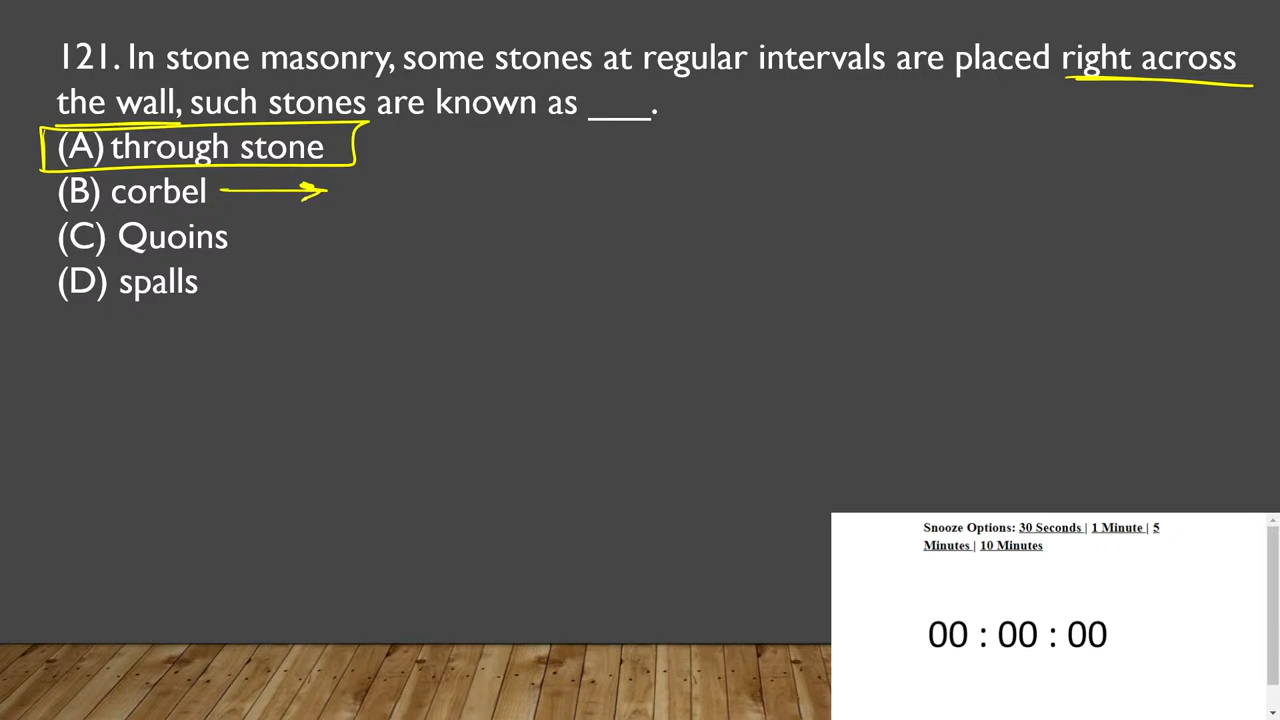 121. In stone masonry, some stones at regular intervals are placed right across
the wall, such stones are known as ____.
(A) through stone
(B) corbel
(C) Quoins
(D) spalls
Snooze Options: 30 Seconds | 1 Minute | 5
Minutes | 10 Minutes
00 : 00 : 00